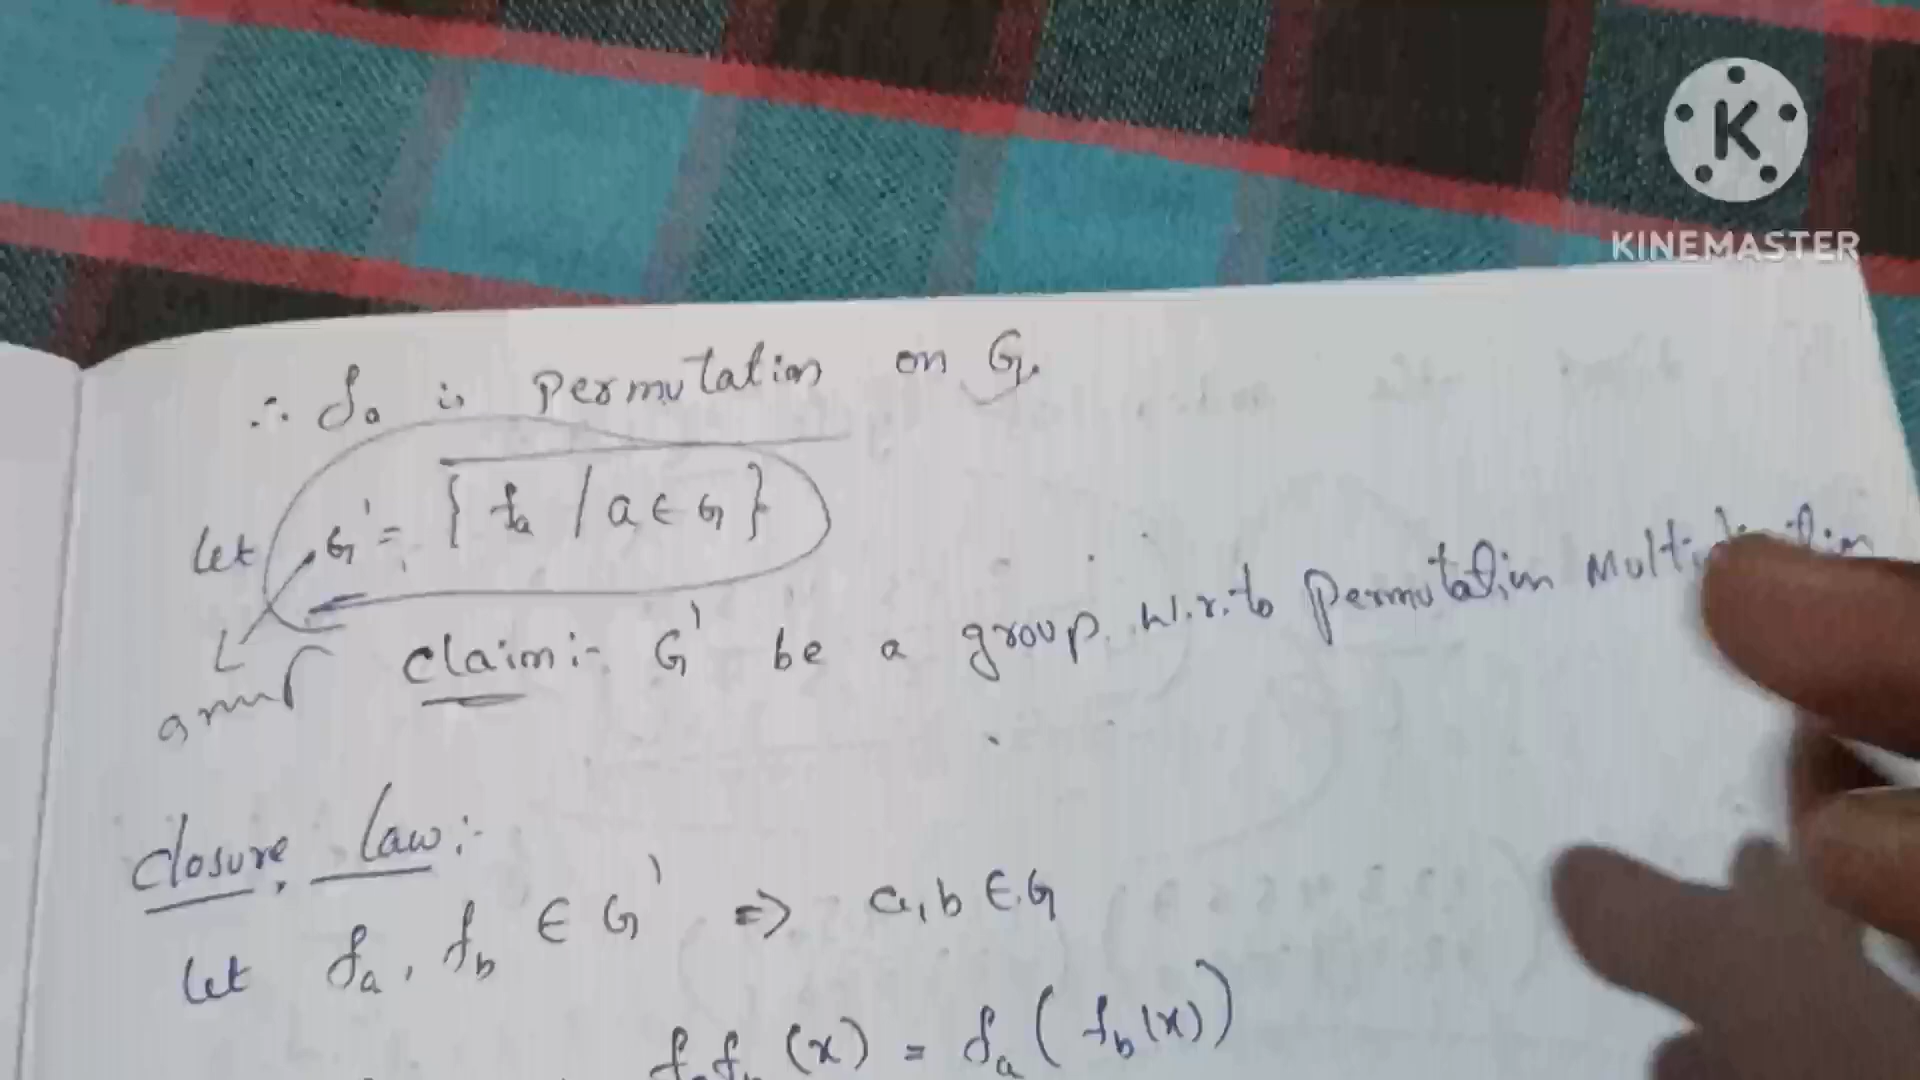 K
KINEMASTER
∴ fa is permutation on G.
Let G' = { fa / a ∈ G }
Claim:- G' be a group w.r.to permutation
Closure Law:-
Let fa, fb ∈ G' => a,b ∈ G
(x) = fa ( fb(x))